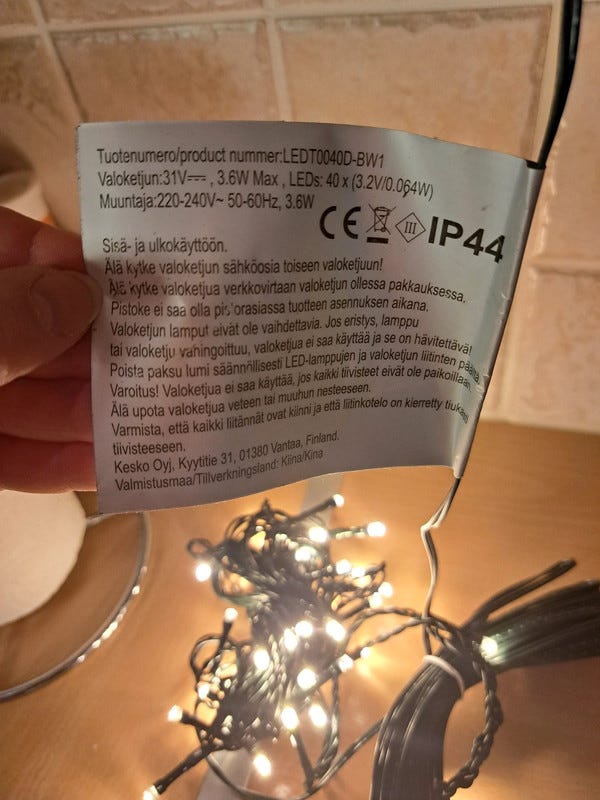 Tuotenumero/product nummer:LEDT0040D-BW1
Valoketjun:31V⎓, 3.6W Max , LEDs: 40 x (3.2V/0.064W)
Muuntaja:220-240V~ 50-60Hz, 3.6W
CE III IP44
Sisä- ja ulkokäyttöön.
Älä kytke valoketjun sähköosia toiseen valoketjuun!
Älä kytke valoketjua verkkovirtaan valoketjun ollessa pakkauksessa.
Pistoke ei saa olla pistorasiassa tuotteen asennuksen aikana.
Valoketjun lamput eivät ole vaihdettavia. Jos eristys, lamppu
tai valoketju vahingoittuu, valoketjua ei saa käyttää ja se on hävitettävä!
Poista paksu lumi säännöllisesti LED-lamppujen ja valoketjun liitinten
Varoitus! Valoketjua ei saa käyttää, jos kaikki tiivisteet eivät ole paikoillaan.
Älä upota valoketjua veteen tai muuhun nesteeseen.
Varmista, että kaikki liitännät ovat kiinni ja että liitinkotelo on kierretty
tiivisteeseen.
Kesko Oyj, Kyytitie 31, 01380 Vantaa, Finland.
Valmistusmaa/Tillverkningsland: Kiina/Kina